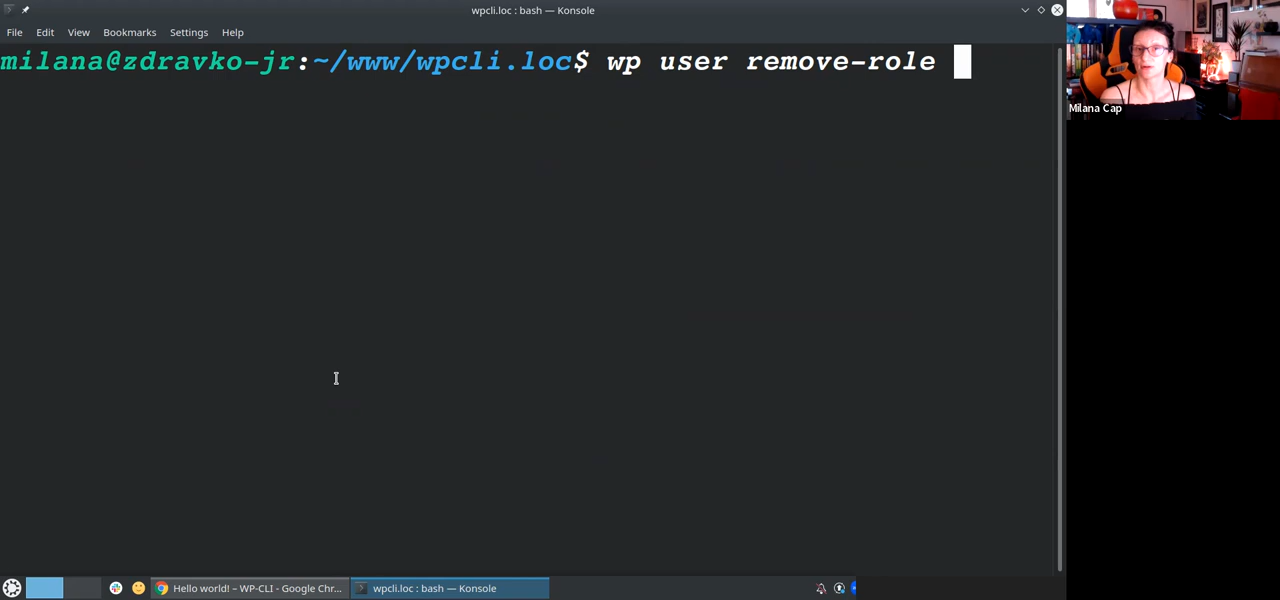 wpcli.loc : bash — Konsole
File Edit View Bookmarks Settings Help
milana@zdravko-jr:~/www/wpcli.loc$ wp user remove-role
Milana Cap
Hello world! – WP-CLI - Google Chr...
wpcli.loc : bash — Konsole